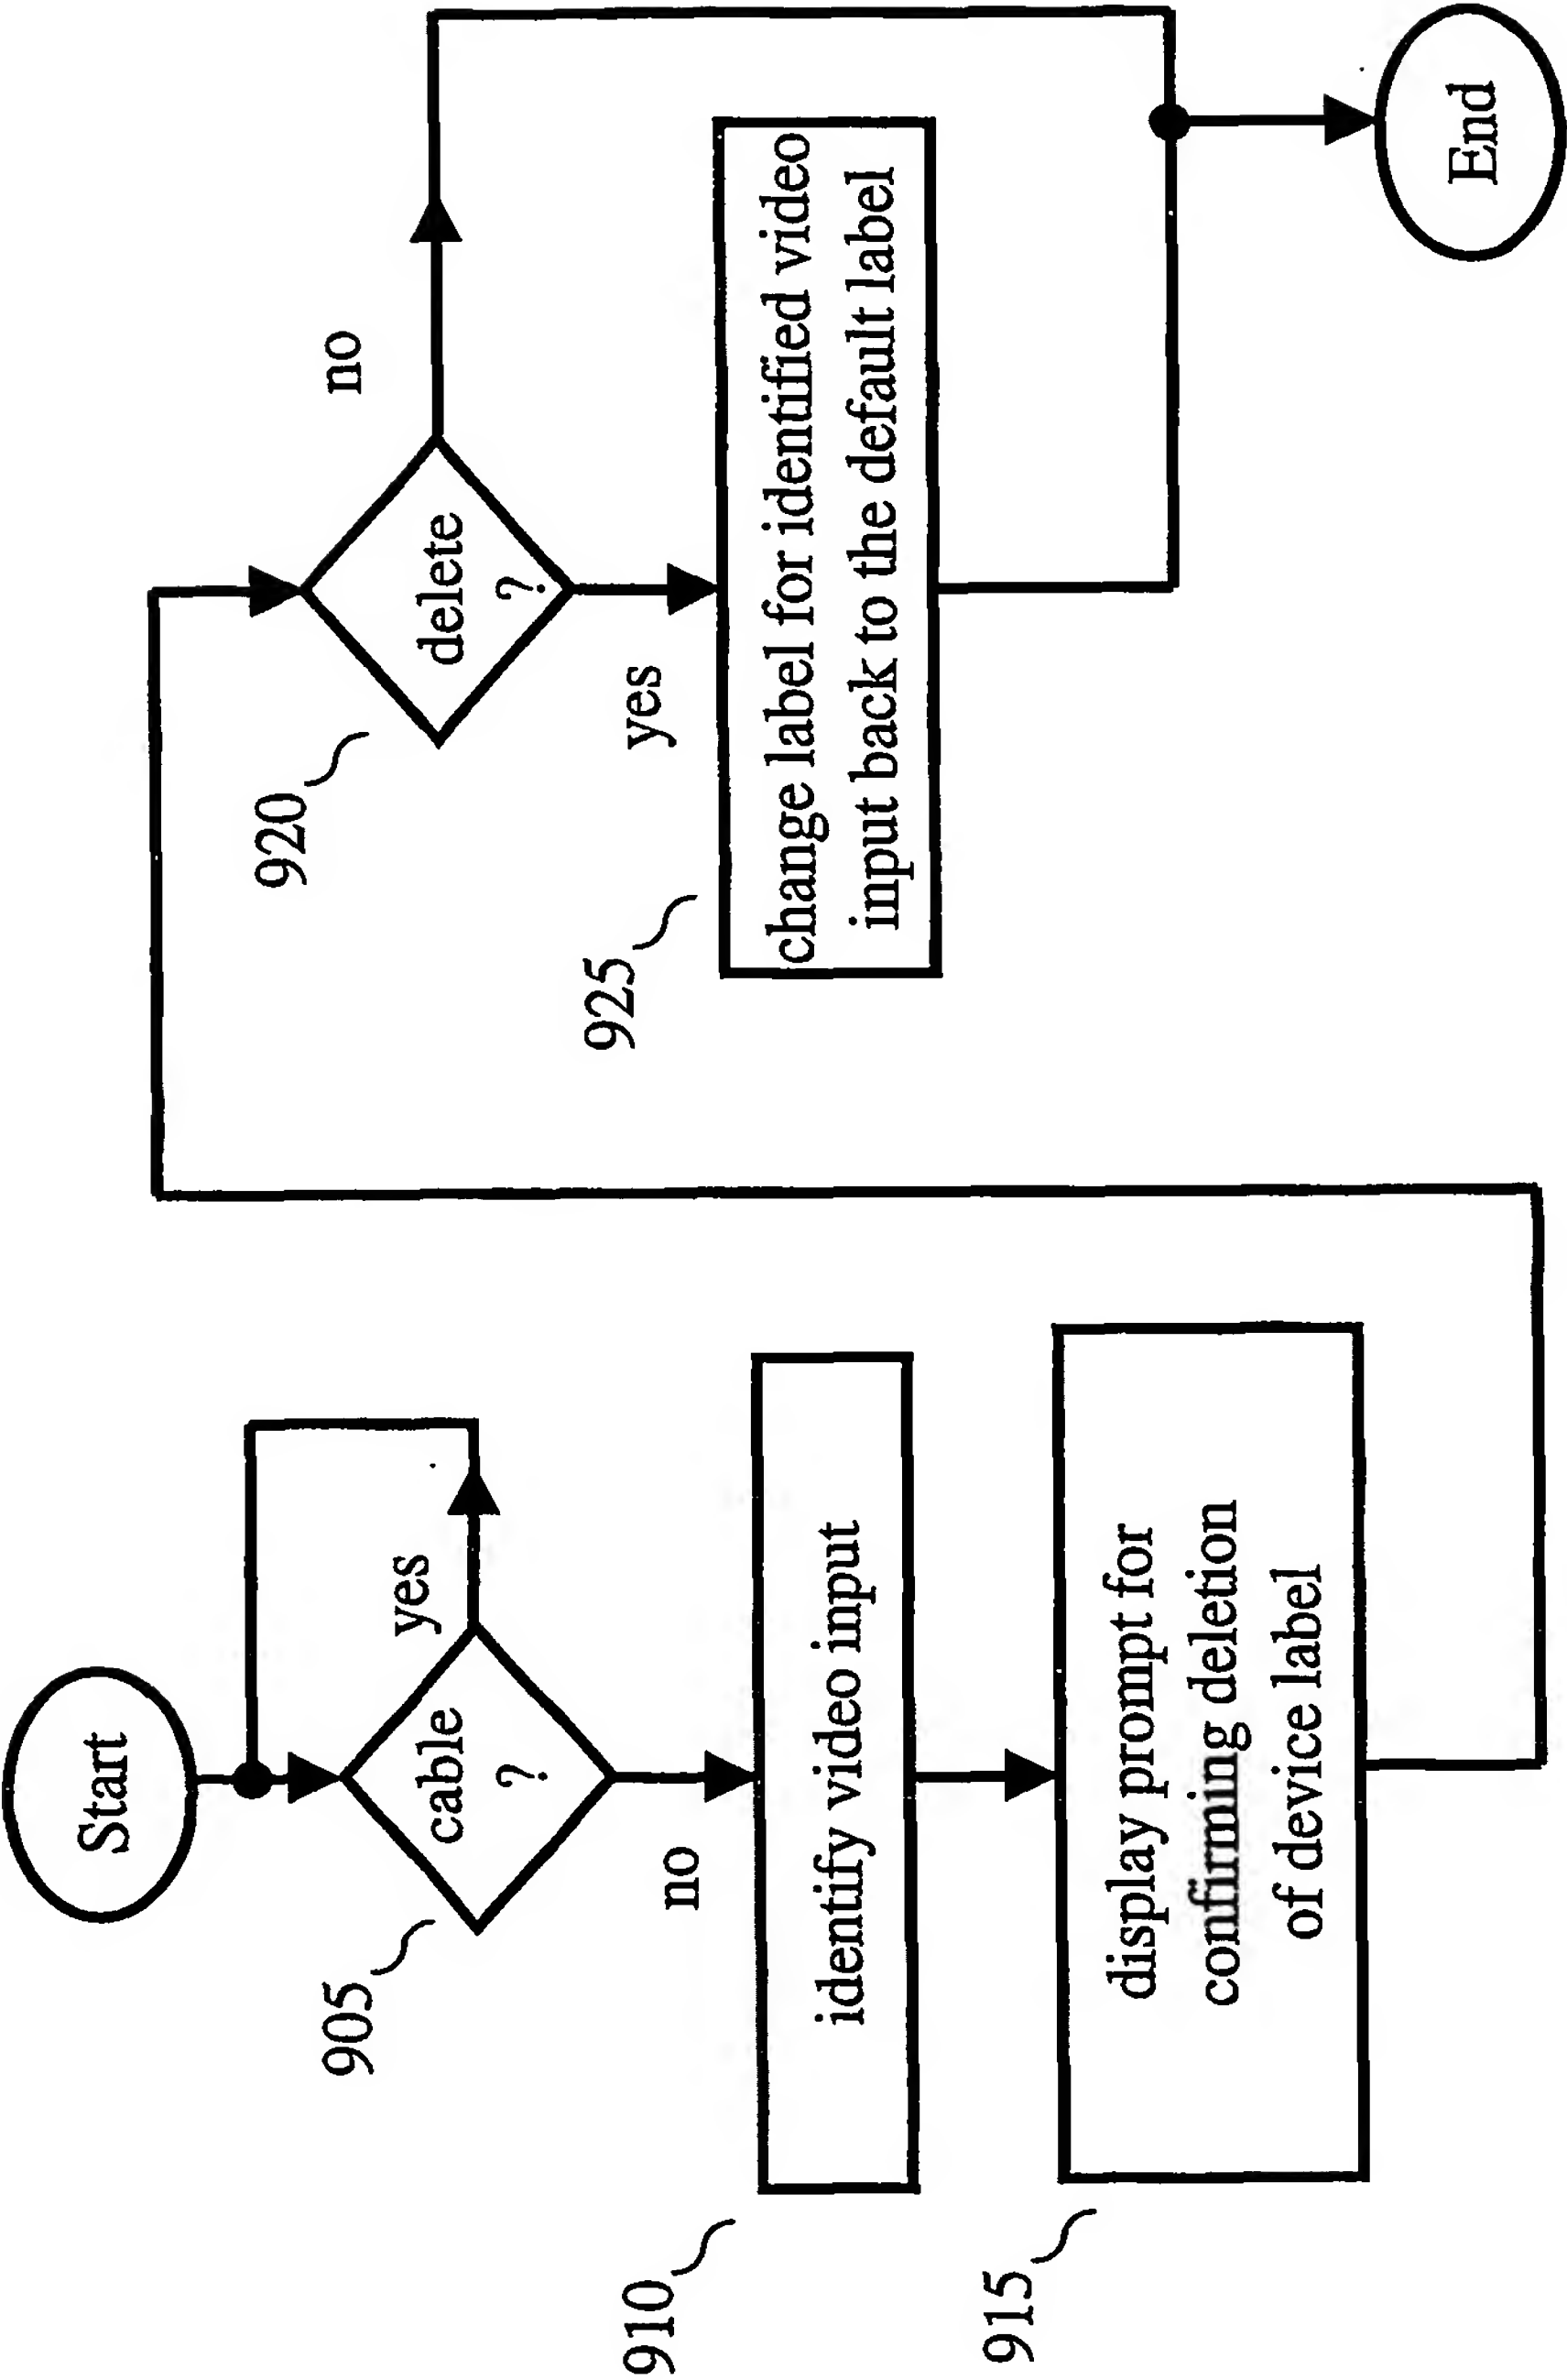 Start
905
cable
?
yes
no
910
identify video input
915
display prompt for
confirming deletion
of device label
920
delete
?
no
yes
925
change label for identified video
input back to the default label
End